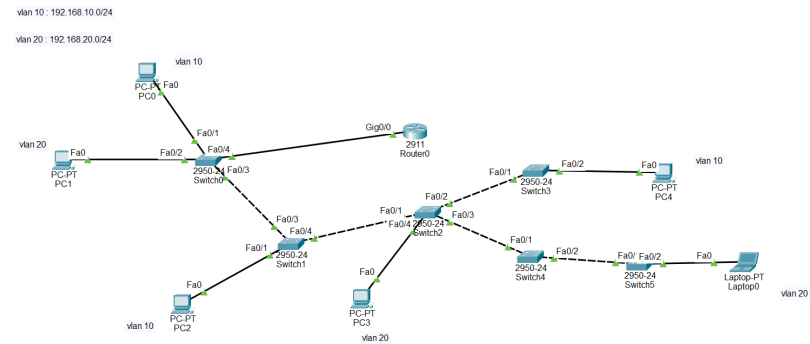 vlan 10 : 192.168.10.0/24
vlan 20 : 192.168.20.0/24
vlan 10
PC-PT
PC0
Fa0
Fa0/1
Gig0/0
2911
Router0
vlan 20
Fa0
PC-PT
PC1
Fa0/2
Fa0/4
Fa0/3
2950-24
Switch0
Fa0/1
Fa0/2
2950-24
Switch3
Fa0
vlan 10
PC-PT
PC4
Fa0/3
Fa0/4
Fa0/1
2950-24
Switch1
Fa0/1
Fa0/2
Fa0/3
Fa0/4
2950-24
Switch2
Fa0/1
Fa0/2
2950-24
Switch4
Fa0/
Fa0/2
2950-24
Switch5
Fa0
Laptop-PT
Laptop0
vlan 20
Fa0
PC-PT
PC2
vlan 10
Fa0
PC-PT
PC3
vlan 20